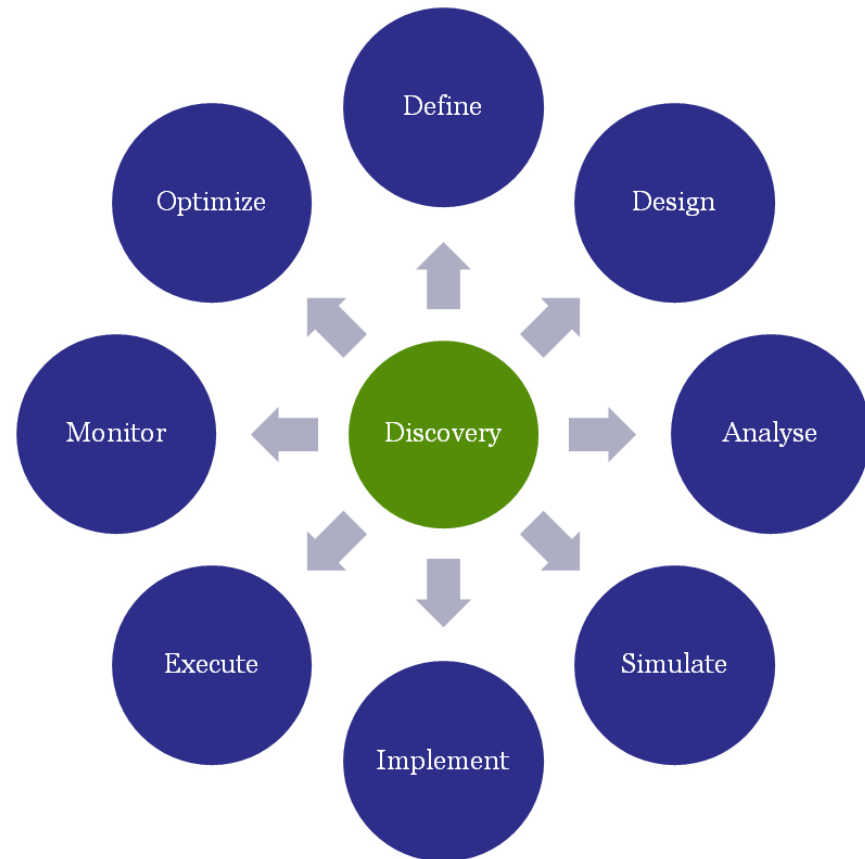 Define
Optimize
Design
Monitor
Discovery
Analyse
Execute
Simulate
Implement